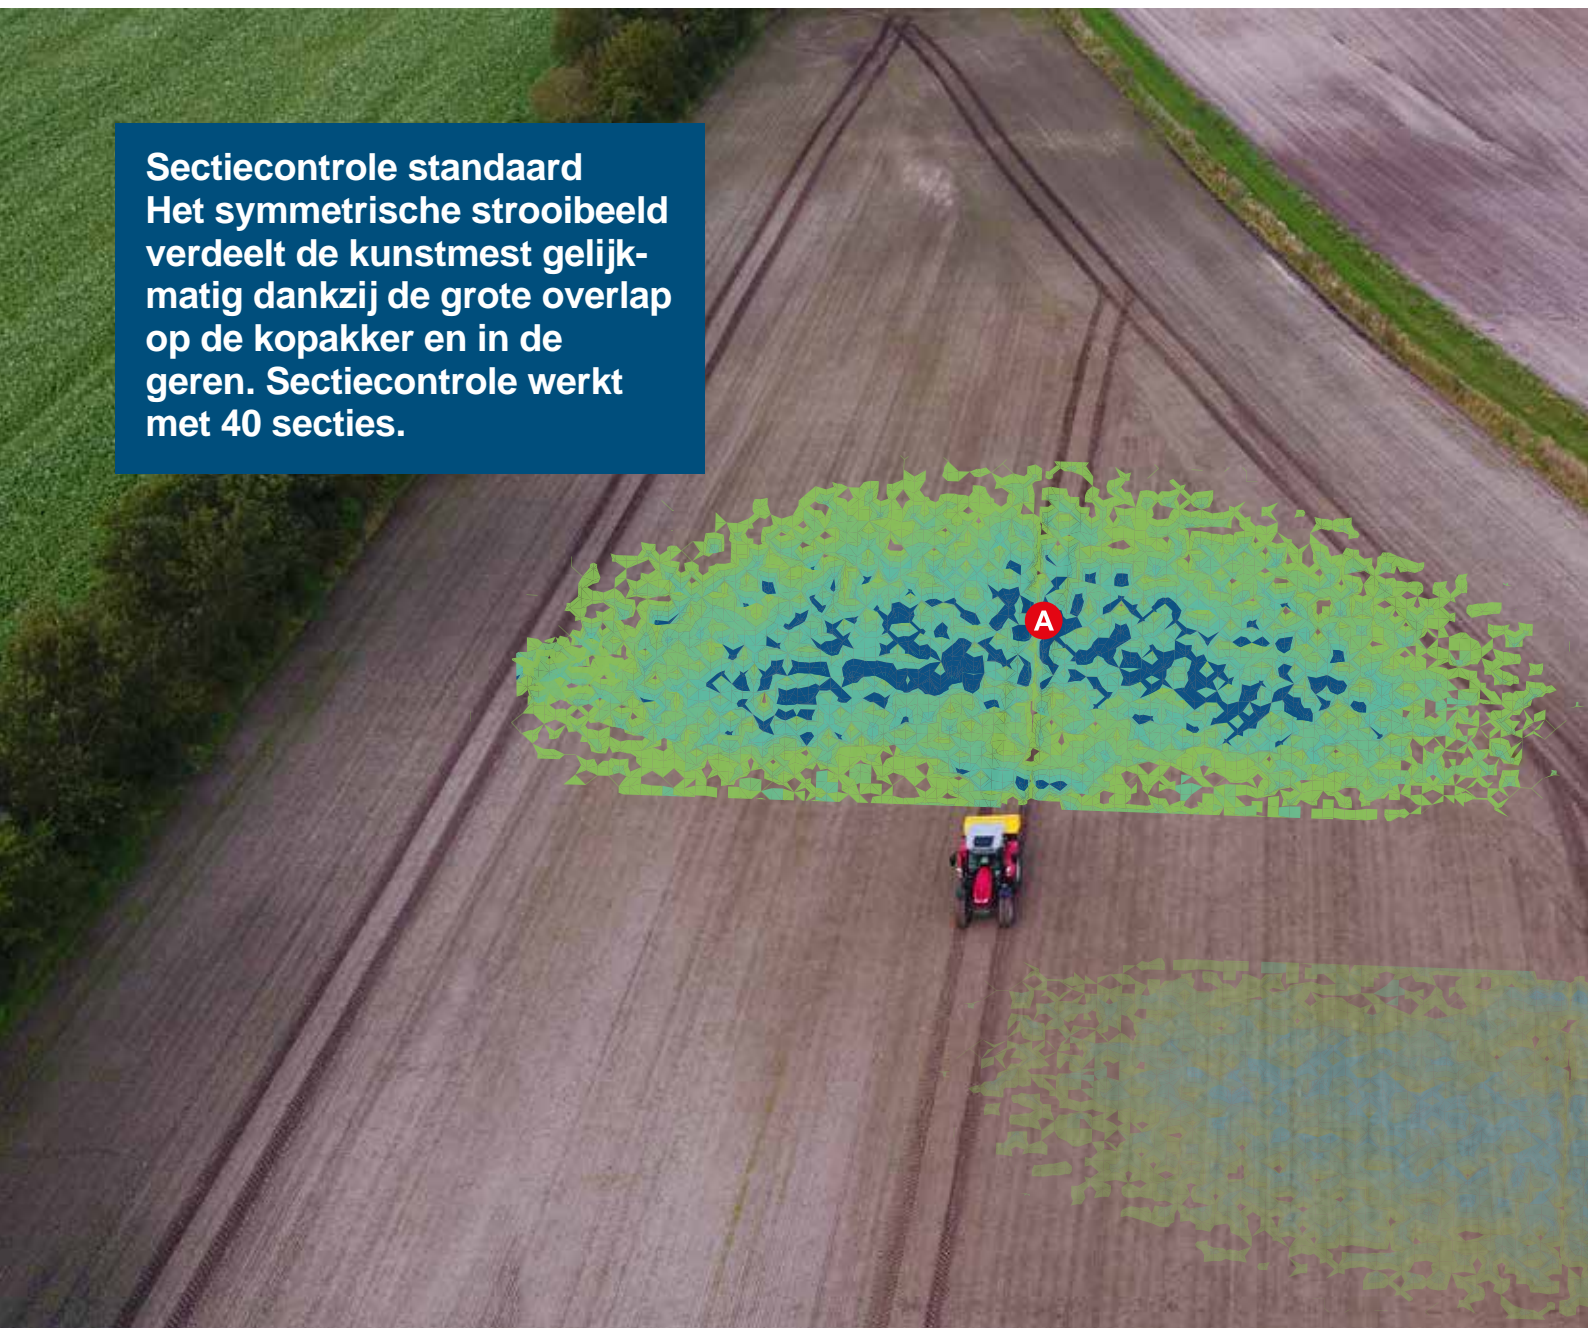 Sectiecontrole standaard
Het symmetrische strooibeeld
verdeelt de kunstmest gelijk-
matig dankzij de grote overlap
op de kopakker en in de
geren. Sectiecontrole werkt
met 40 secties.
A